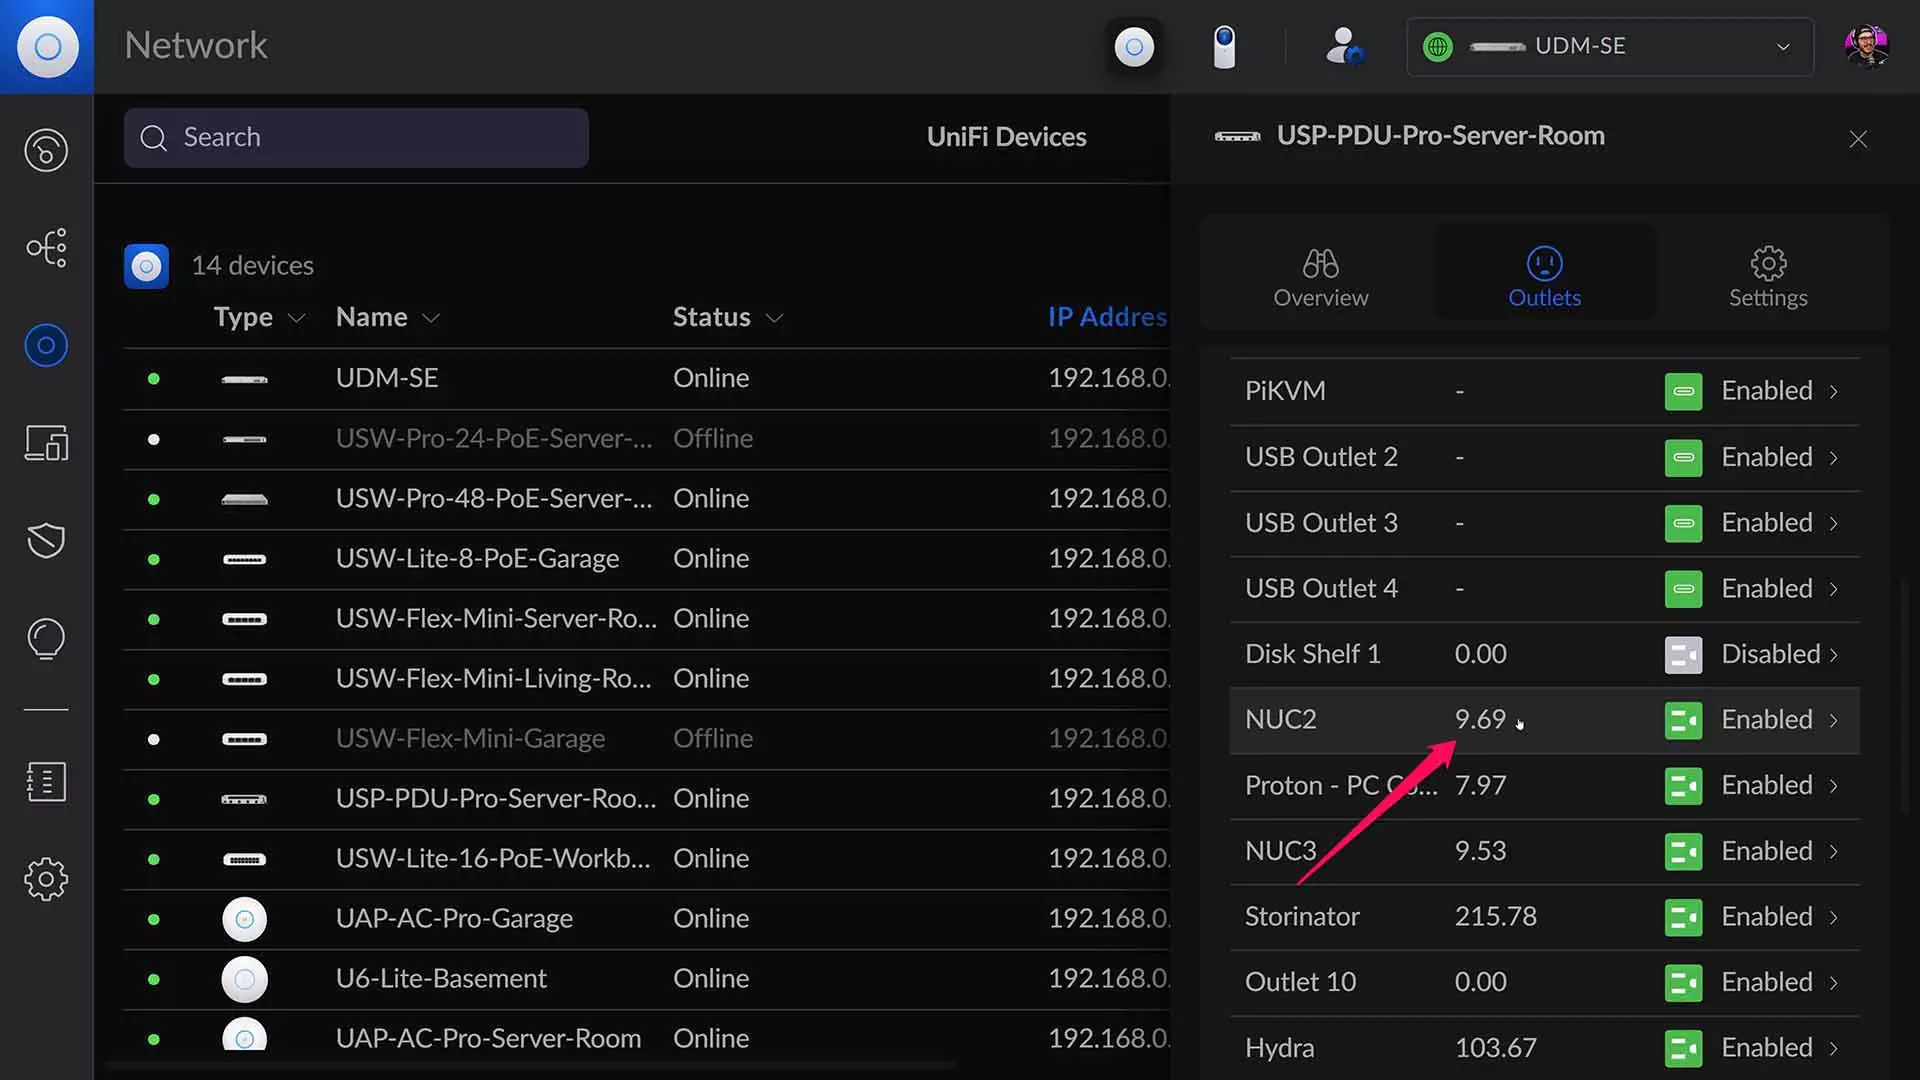 Network
UDM-SE
Search
UniFi Devices
USP-PDU-Pro-Server-Room
Overview
Outlets
Settings
14 devices
Type
Name
Status
IP Addres
UDM-SE Online 192.168.0.
USW-Pro-24-PoE-Server-... Offline 192.168.0.
USW-Pro-48-PoE-Server-... Online 192.168.0.
USW-Lite-8-PoE-Garage Online 192.168.0.
USW-Flex-Mini-Server-Ro... Online 192.168.0.
USW-Flex-Mini-Living-Ro... Online 192.168.0.
USW-Flex-Mini-Garage Offline 192.168.0.
USP-PDU-Pro-Server-Roo... Online 192.168.0.
USW-Lite-16-PoE-Workb... Online 192.168.0.
UAP-AC-Pro-Garage Online 192.168.0.
U6-Lite-Basement Online 192.168.0.
UAP-AC-Pro-Server-Room Online 192.168.0.
PiKVM - Enabled
USB Outlet 2 - Enabled
USB Outlet 3 - Enabled
USB Outlet 4 - Enabled
Disk Shelf 1 0.00 Disabled
NUC2 9.69 Enabled
Proton - PC ... 7.97 Enabled
NUC3 9.53 Enabled
Storinator 215.78 Enabled
Outlet 10 0.00 Enabled
Hydra 103.67 Enabled